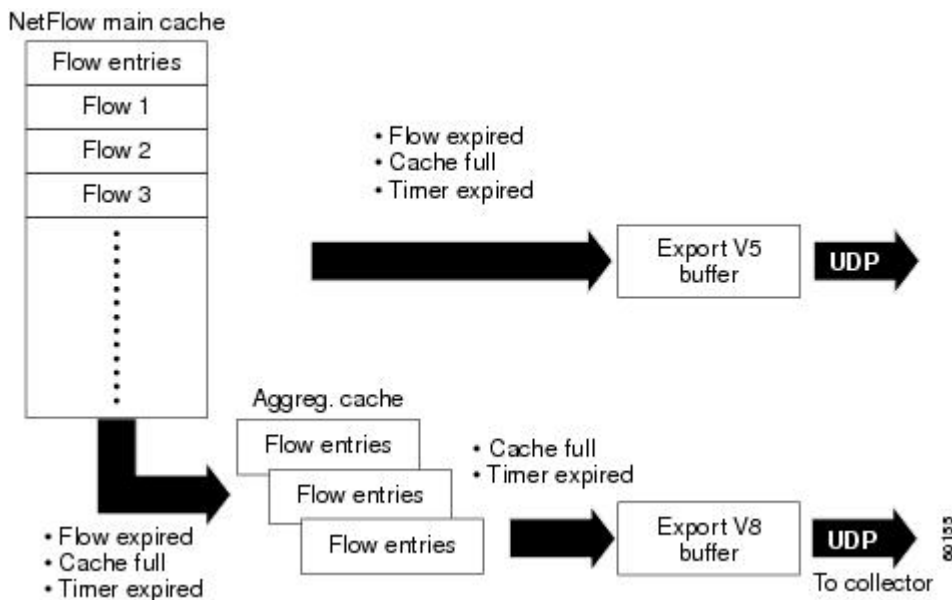 NetFlow main cache
Flow entries
Flow 1
Flow 2
Flow 3
• Flow expired
• Cache full
• Timer expired
Export V5
buffer
UDP
Aggreg. cache
Flow entries
Flow entries
Flow entries
• Flow expired
• Cache full
• Timer expired
• Cache full
• Timer expired
Export V8
buffer
UDP
To collector